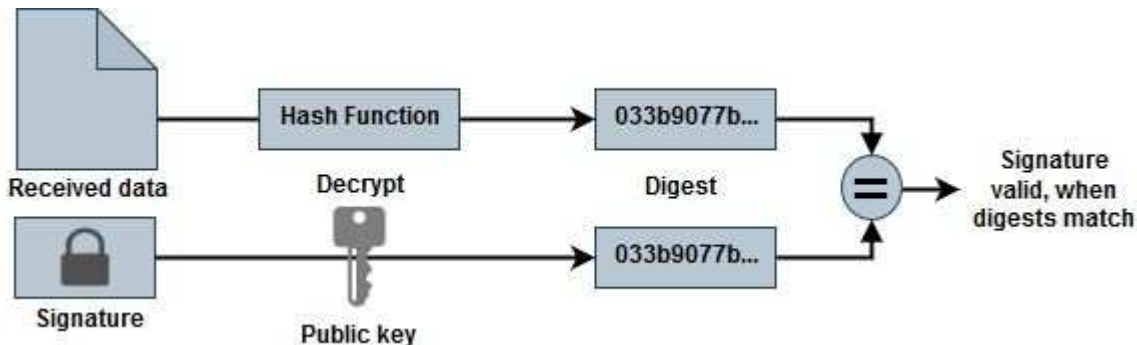 Hash Function
033b9077b...
Received data
Decrypt
Digest
Signature
valid, when
digests match
033b9077b...
Signature
Public key